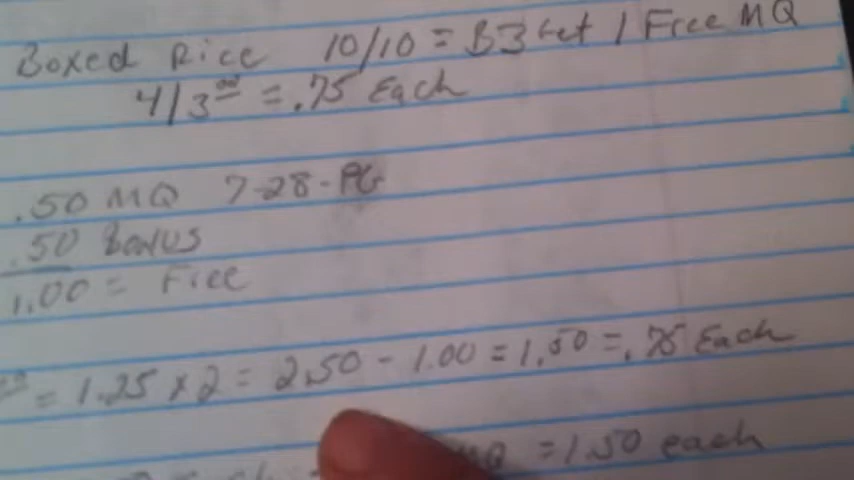 Boxed Rice 10/10 = B3 Get 1 Free MQ
4/3.00 = .75 Each
.50 MQ 7-28-PG
.50 Bonus
1.00 = Free
= 1.25 x 2 = 2.50 - 1.00 = 1.50 = .75 Each
MQ = 1.50 each